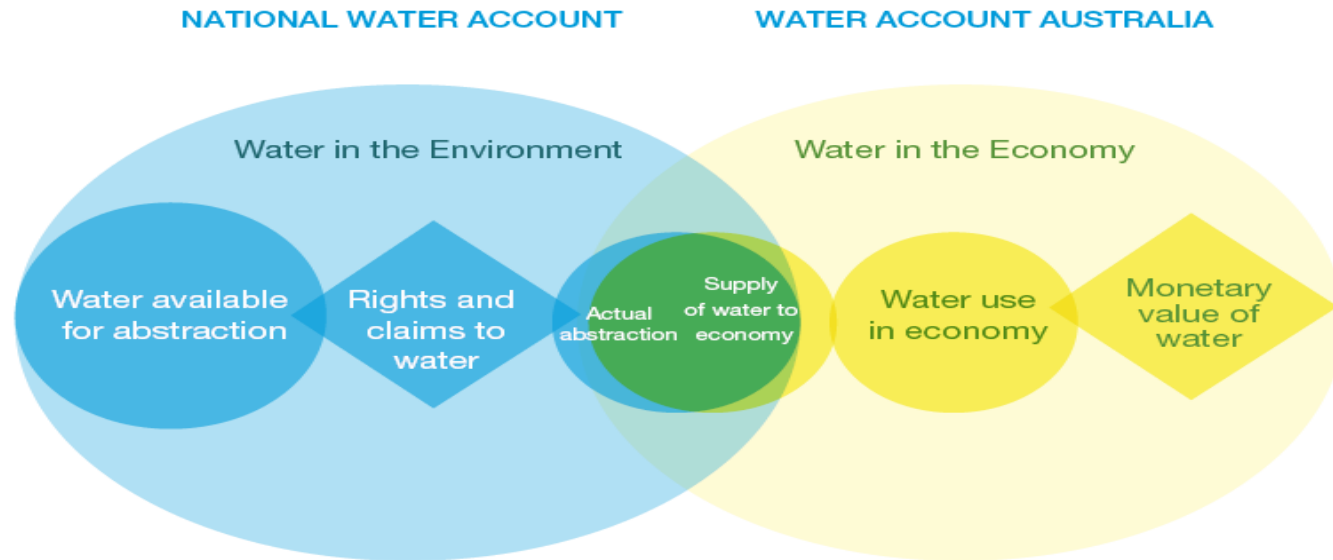 NATIONAL WATER ACCOUNT
WATER ACCOUNT AUSTRALIA
Water in the Environment
Water in the Economy
Water available
for abstraction
Rights and
claims to
water
Actual
abstraction
Supply
of water to
economy
Water use
in economy
Monetary
value of
water